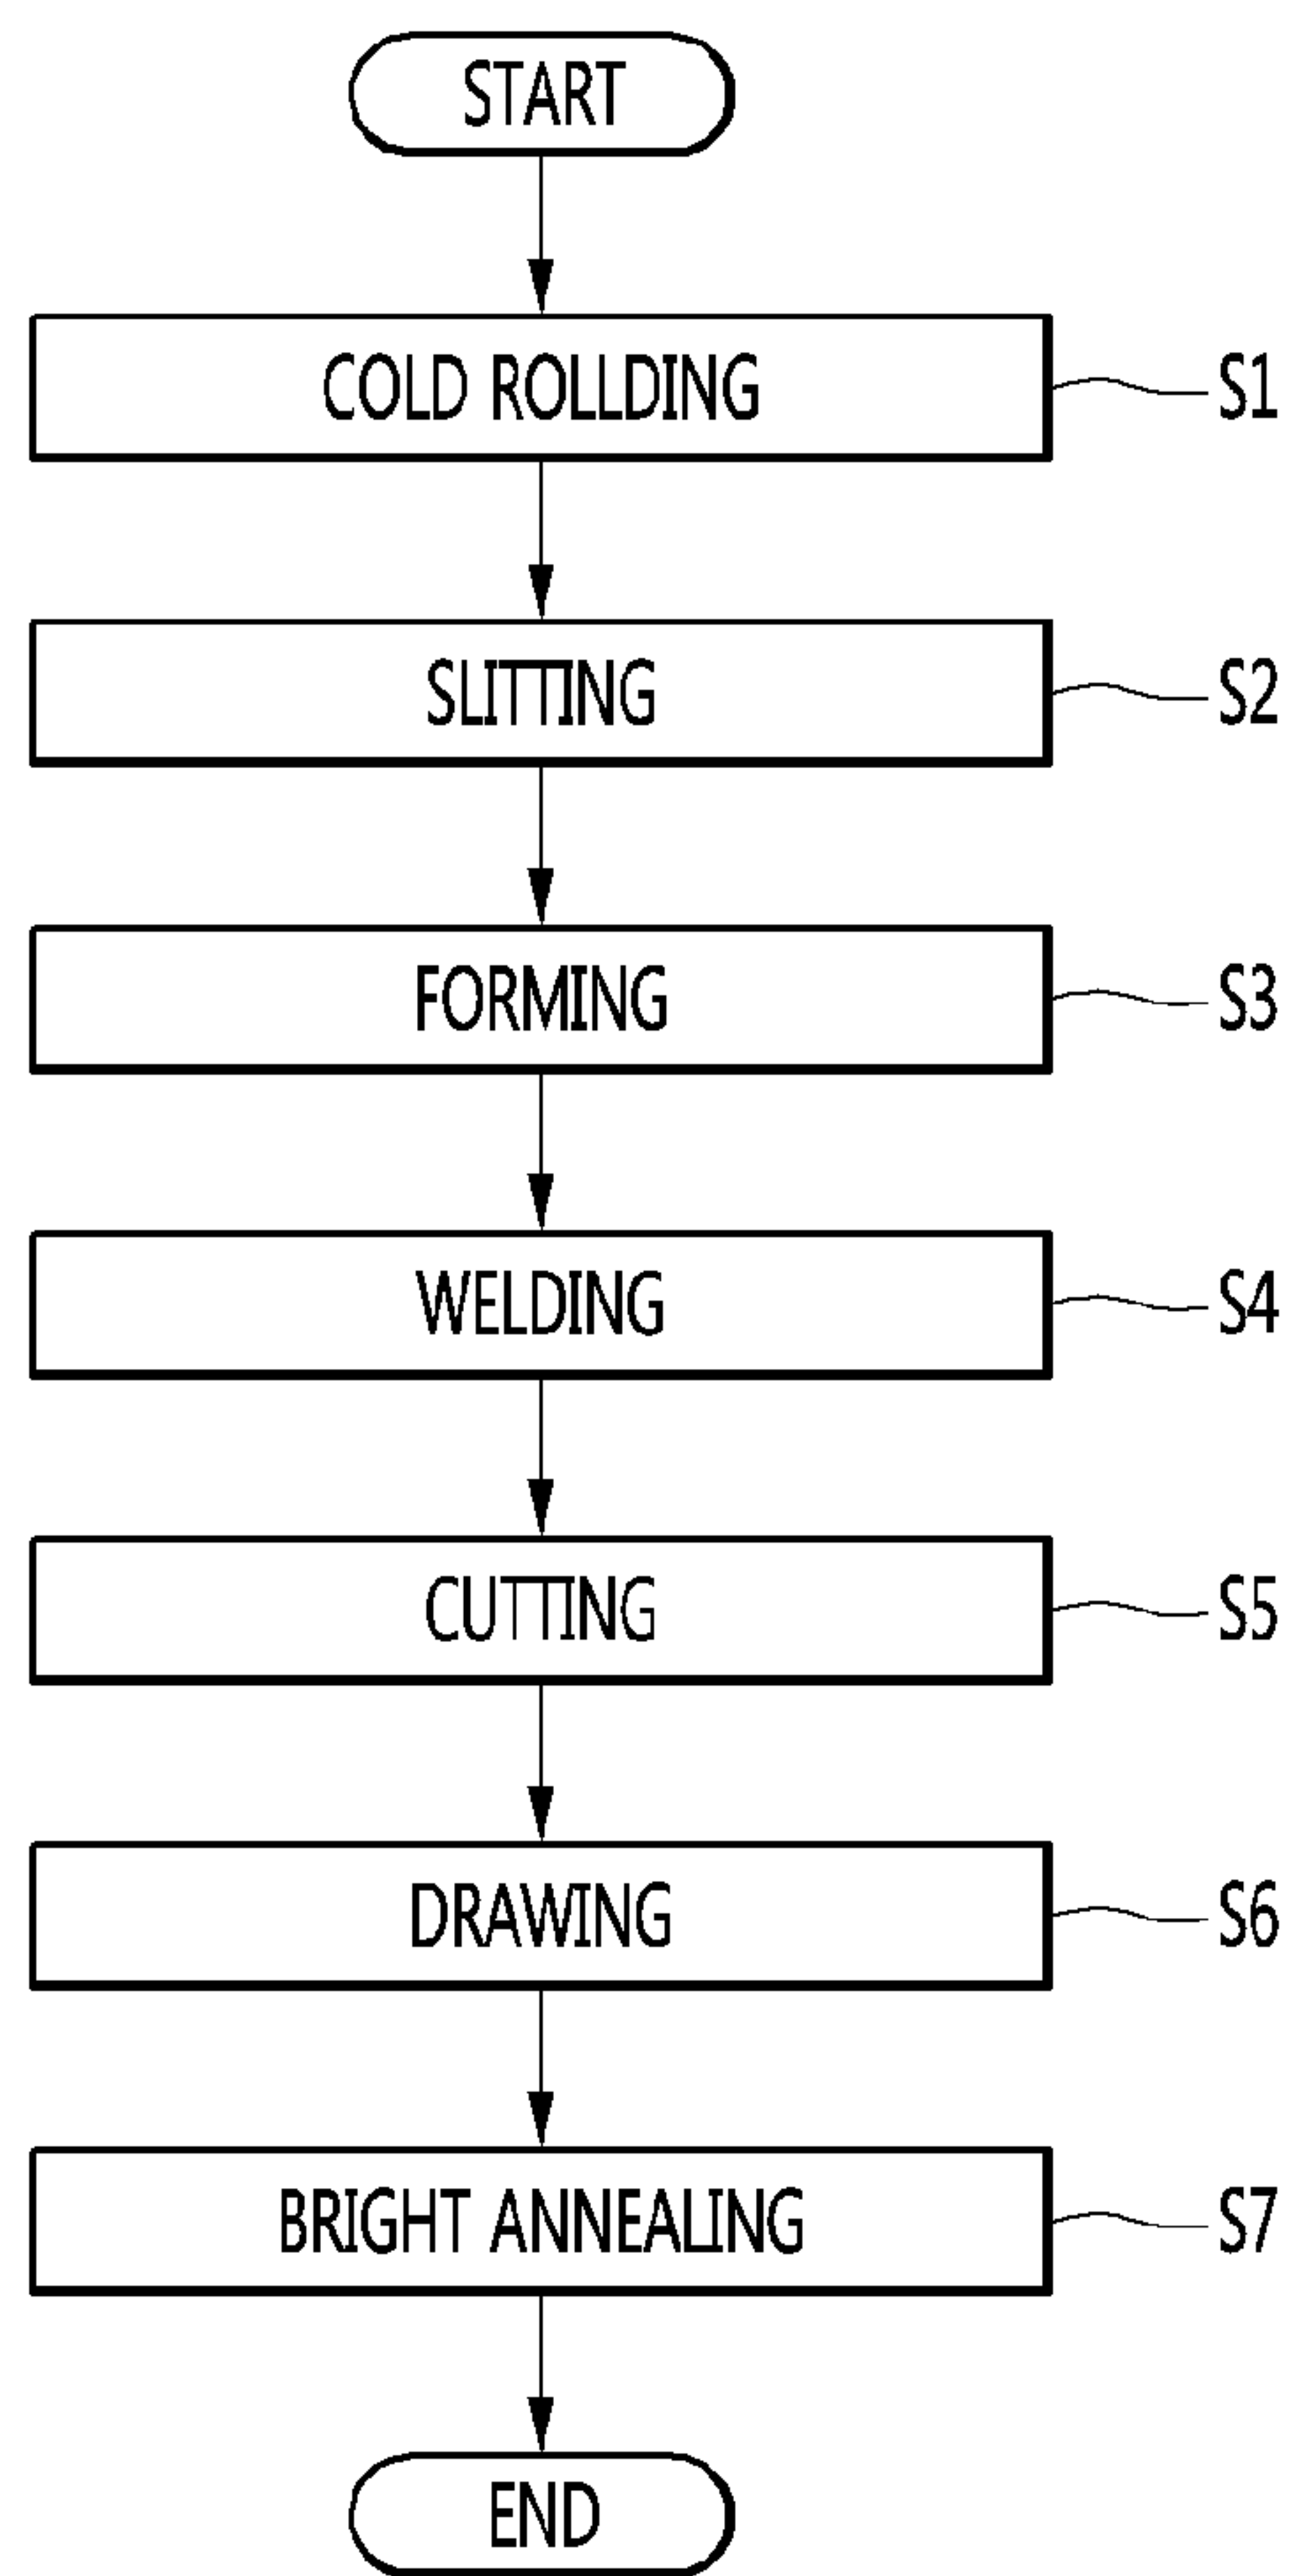 START
COLD ROLLDING S1
SLITTING S2
FORMING S3
WELDING S4
CUTTING S5
DRAWING S6
BRIGHT ANNEALING S7
END